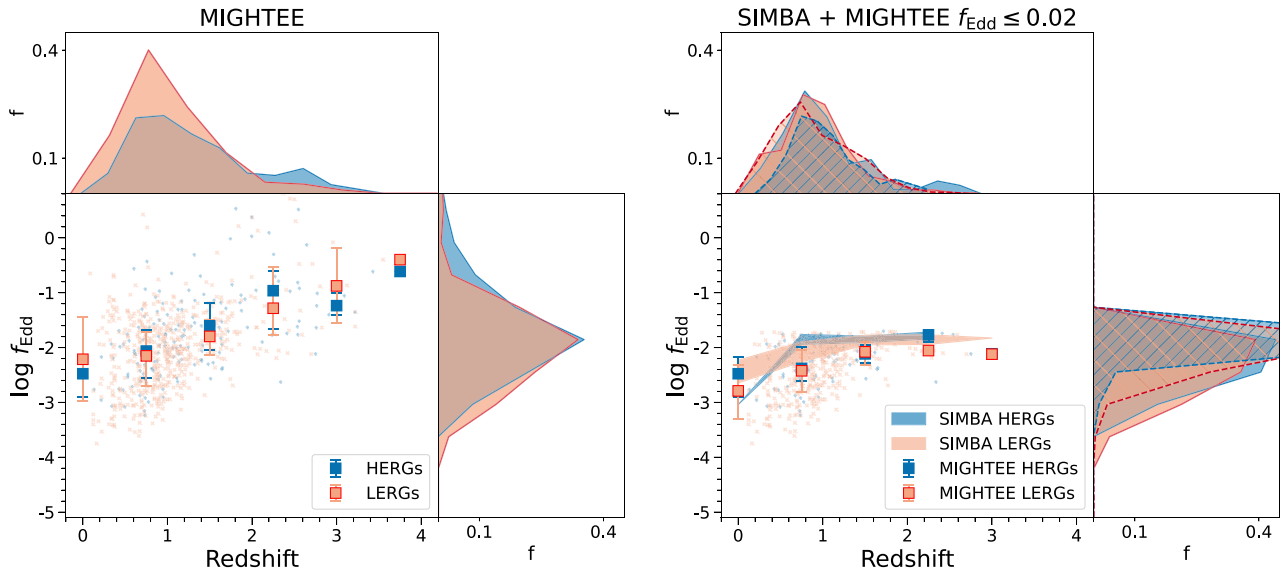 MIGHTEE
0.4
f
0.1
0
-1
-2
-3
-4
-5
log f_Edd
HERGs
LERGs
0 1 2 3 4
Redshift
0.1 0.4
f
SIMBA + MIGHTEE f_Edd ≤ 0.02
0.4
f
0.1
0
-1
-2
-3
-4
-5
log f_Edd
SIMBA HERGs
SIMBA LERGs
MIGHTEE HERGs
MIGHTEE LERGs
0 1 2 3 4
Redshift
0.1 0.4
f